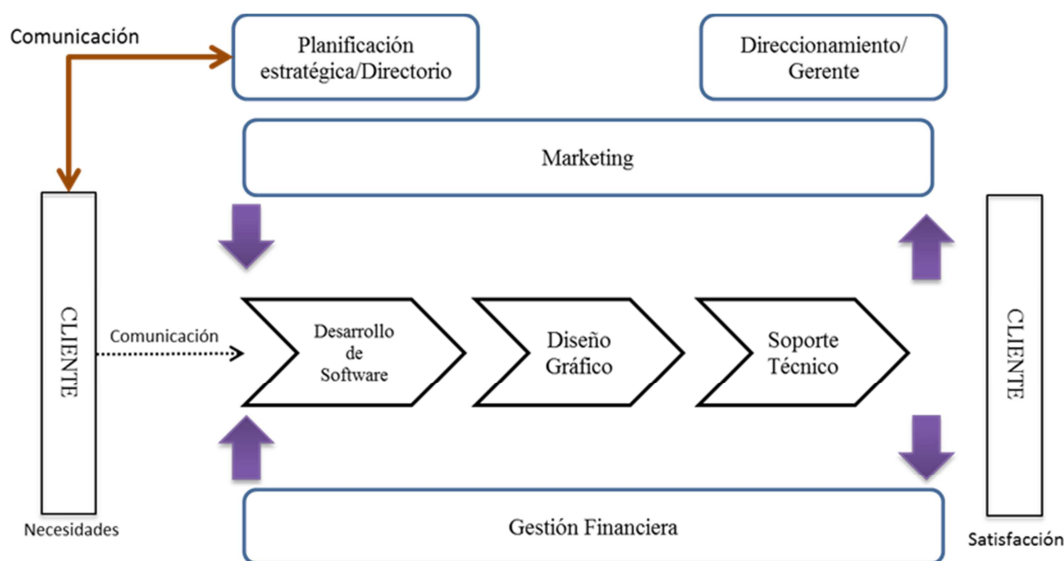 Comunicación
Planificación
estratégica/Directorio
Direccionamiento/
Gerente
Marketing
CLIENTE
Comunicación
Desarrollo
de
Software
Diseño
Gráfico
Soporte
Técnico
CLIENTE
Necesidades
Gestión Financiera
Satisfacción